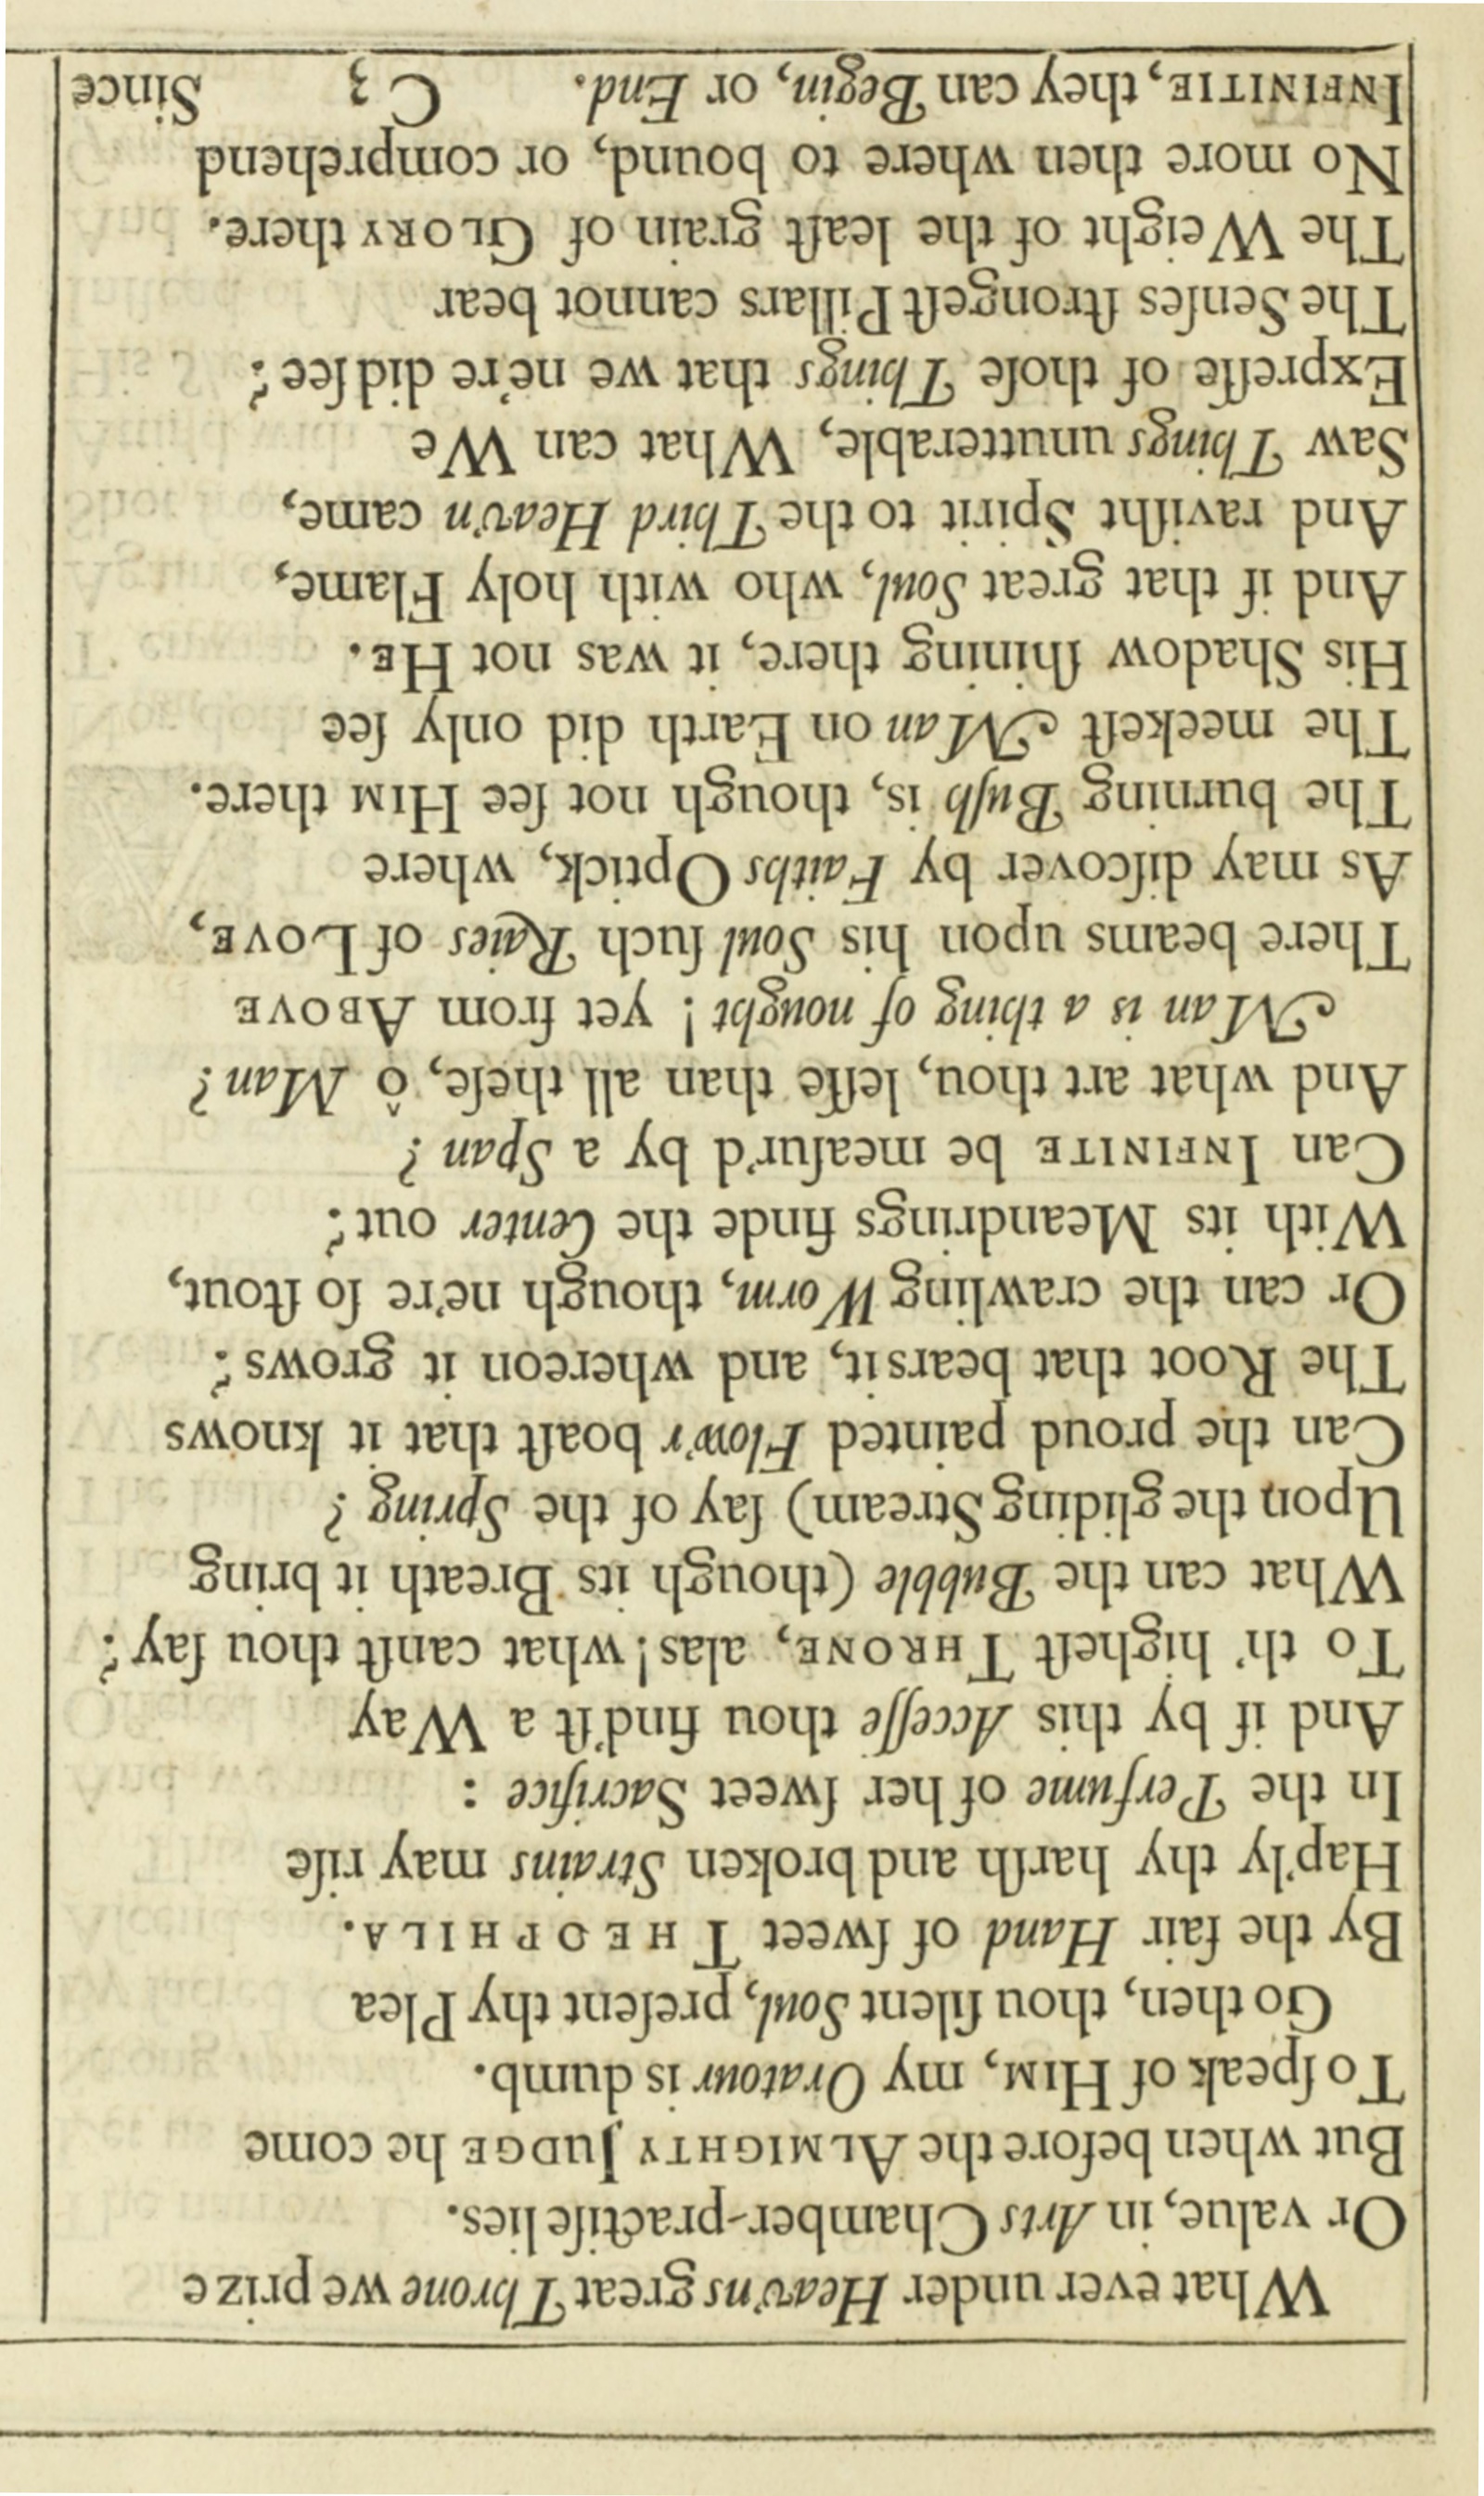 What ever under Heav'ns great Throne we prize
Or value, in Arts Chamber-practiſe lies.
But when before the ALMIGHTY JUDGE he come
To ſpeak of HIM, my Oratour is dumb.
Go then, thou ſilent Soul, preſent thy Plea
By the fair Hand of ſweet THEOPHILA.
Hap'ly thy harſh and broken Strains may riſe
In the Perfume of her ſweet Sacrifice :
And if by this Acceſſe thou find'ſt a Way
To th' higheſt THRONE, alas! what canſt thou ſay?
What can the Bubble (though its Breath it bring
Upon the gliding Stream) ſay of the Spring ?
Can the proud painted Flow'r boaſt that it knows
The Root that bears it, and whereon it grows?
Or can the crawling Worm, though ne're ſo ſtout,
With its Meandrings finde the Center out?
Can INFINITE be meaſur'd by a Span ?
And what art thou, leſſe than all theſe, ô Man ?
Man is a thing of nought ! yet from ABOVE
There beams upon his Soul ſuch Raies of LOVE,
As may diſcover by Faiths Optick, where
The burning Buſh is, though not ſee HIM there.
The meekeſt Man on Earth did only ſee
His Shadow ſhining there, it was not HE.
And if that great Soul, who with holy Flame,
And raviſht Spirit to the Third Heav'n came,
Saw Things unutterable, What can We
Expreſſe of thoſe Things that we ne're did ſee?
The Senſes ſtrongeſt Pillars cannot bear
The Weight of the leaſt grain of GLORY there.
No more then where to bound, or comprehend
INFINITIE, they can Begin, or End. C 3 Since